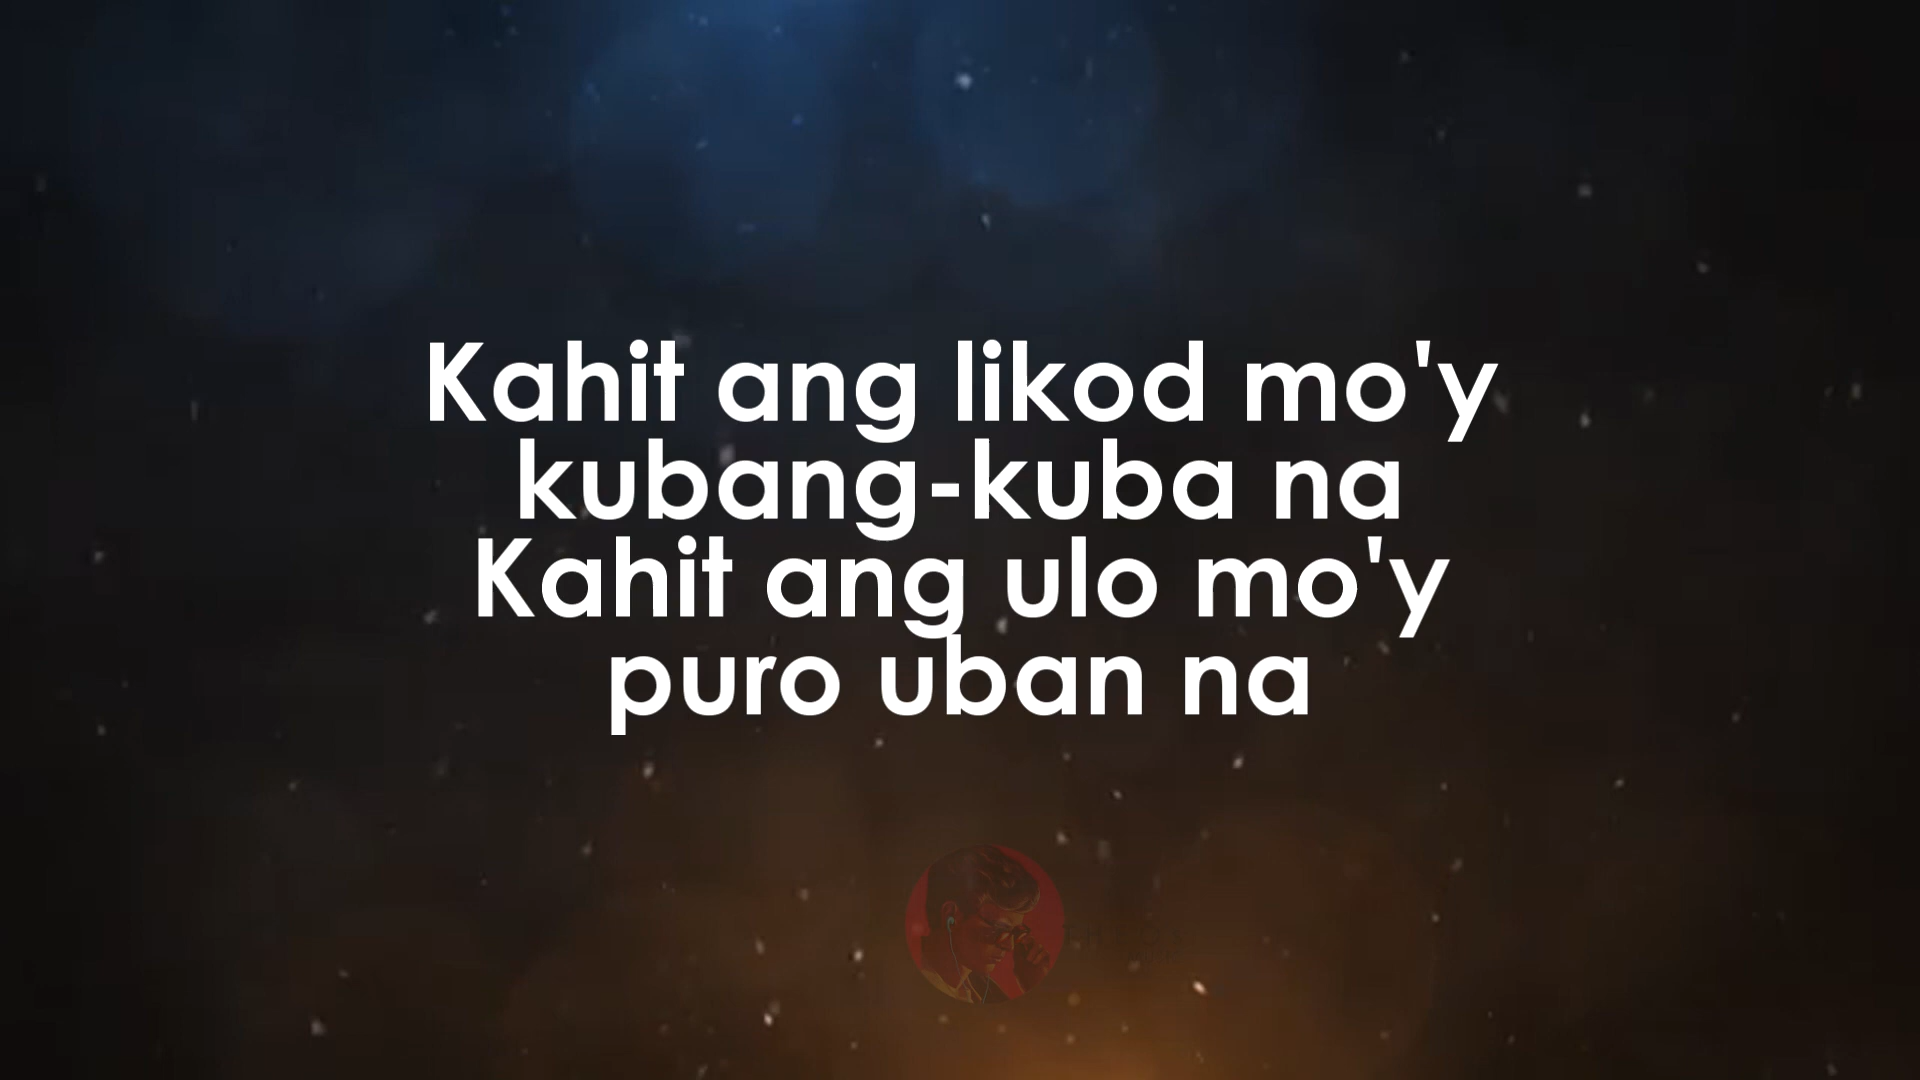 Kahit ang likod mo'y
kubang-kuba na
Kahit ang ulo mo'y
puro uban na